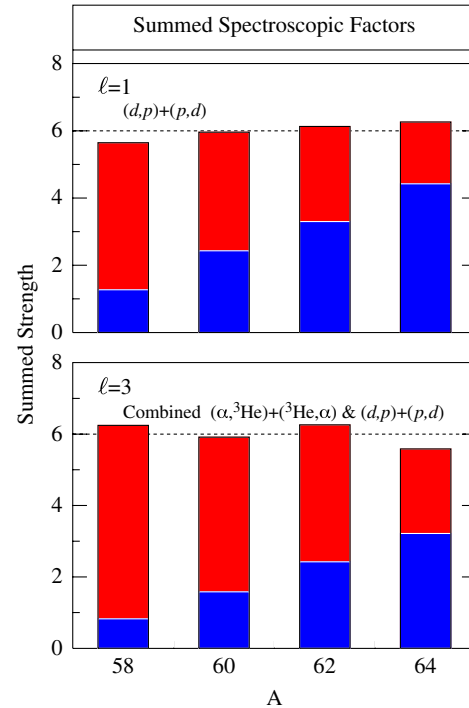 Summed Spectroscopic Factors
8
ℓ=1
(d,p)+(p,d)
6
4
2
0
8
ℓ=3
Combined (α,³He)+(³He,α) & (d,p)+(p,d)
6
4
2
0
58 60 62 64
A
Summed Strength